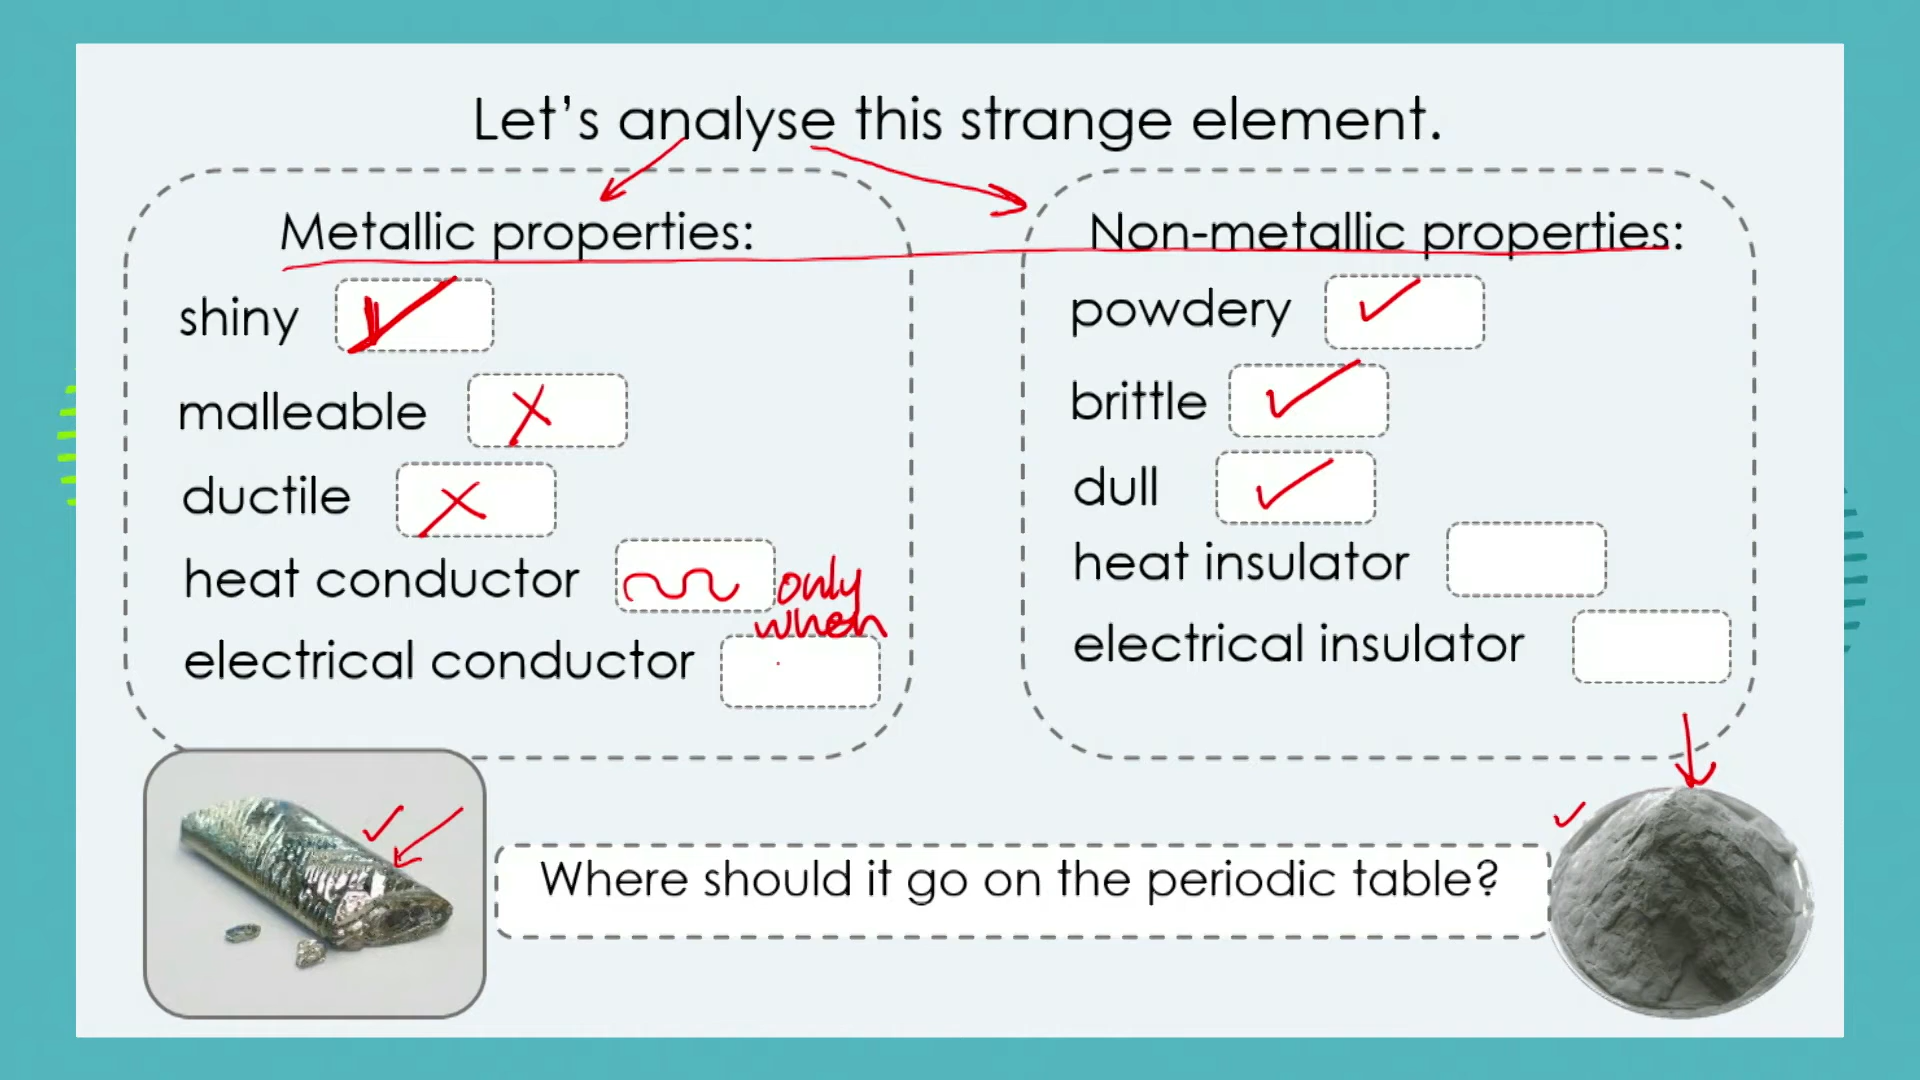 Let's analyse this strange element.
Metallic properties:
shiny
malleable
ductile
heat conductor
only
when
electrical conductor
Non-metallic properties:
powdery
brittle
dull
heat insulator
electrical insulator
Where should it go on the periodic table?